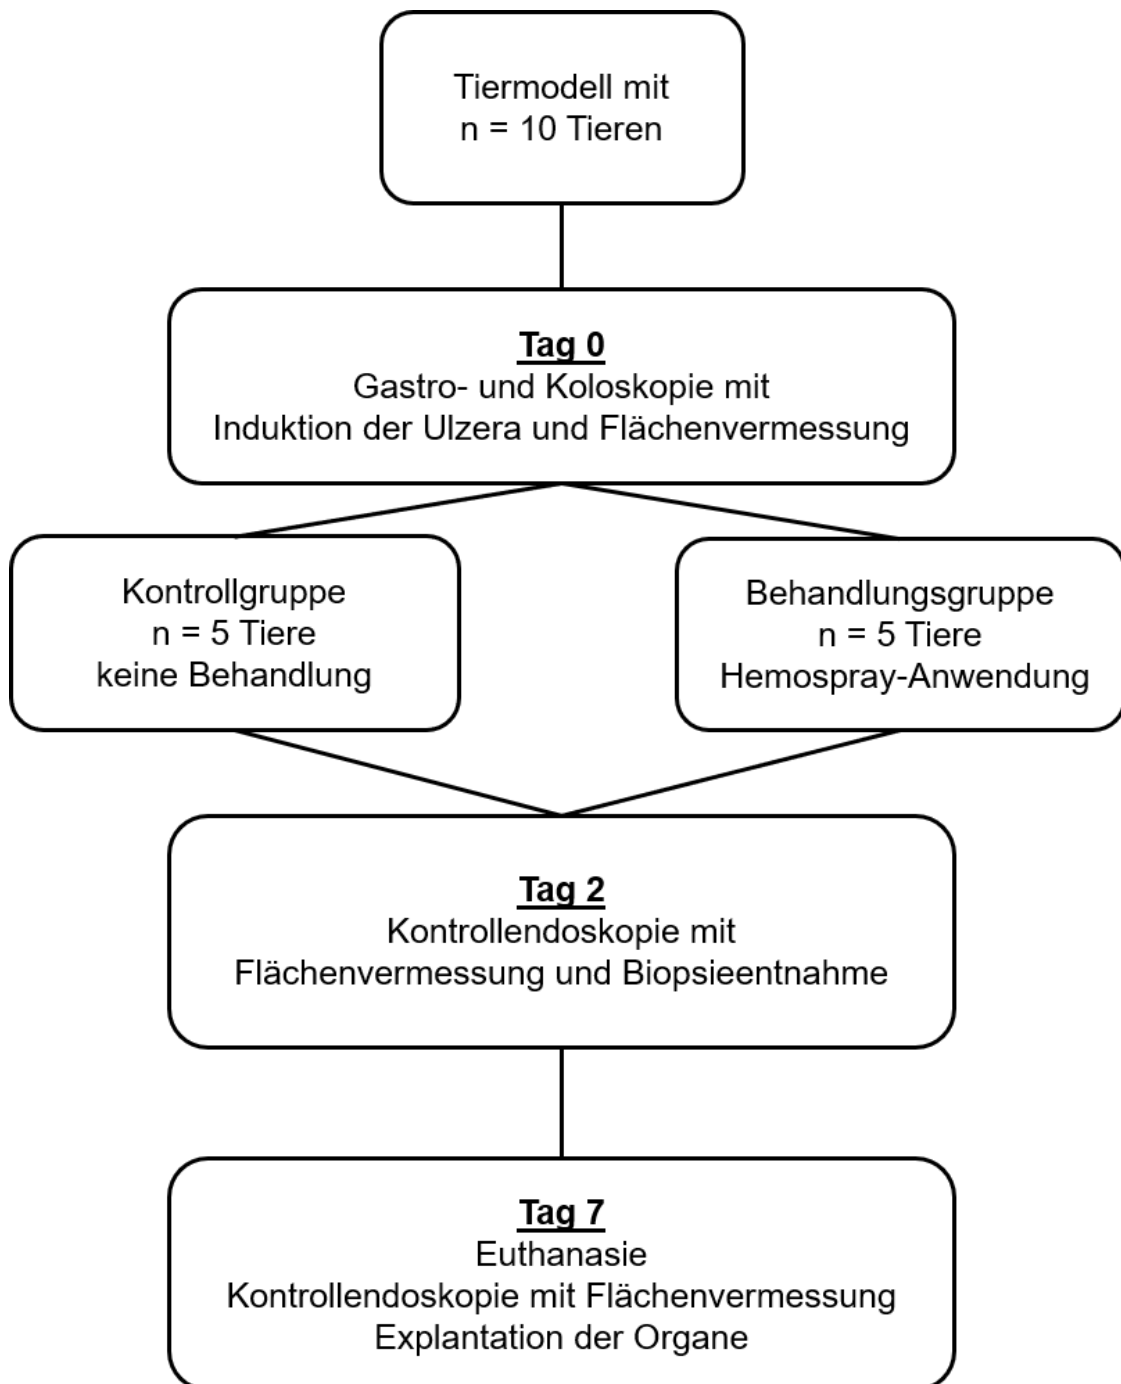 Tiermodell mit
n = 10 Tieren
Tag 0
Gastro- und Koloskopie mit
Induktion der Ulzera und Flächenvermessung
Kontrollgruppe
n = 5 Tiere
keine Behandlung
Behandlungsgruppe
n = 5 Tiere
Hemospray-Anwendung
Tag 2
Kontrollendoskopie mit
Flächenvermessung und Biopsieentnahme
Tag 7
Euthanasie
Kontrollendoskopie mit Flächenvermessung
Explantation der Organe